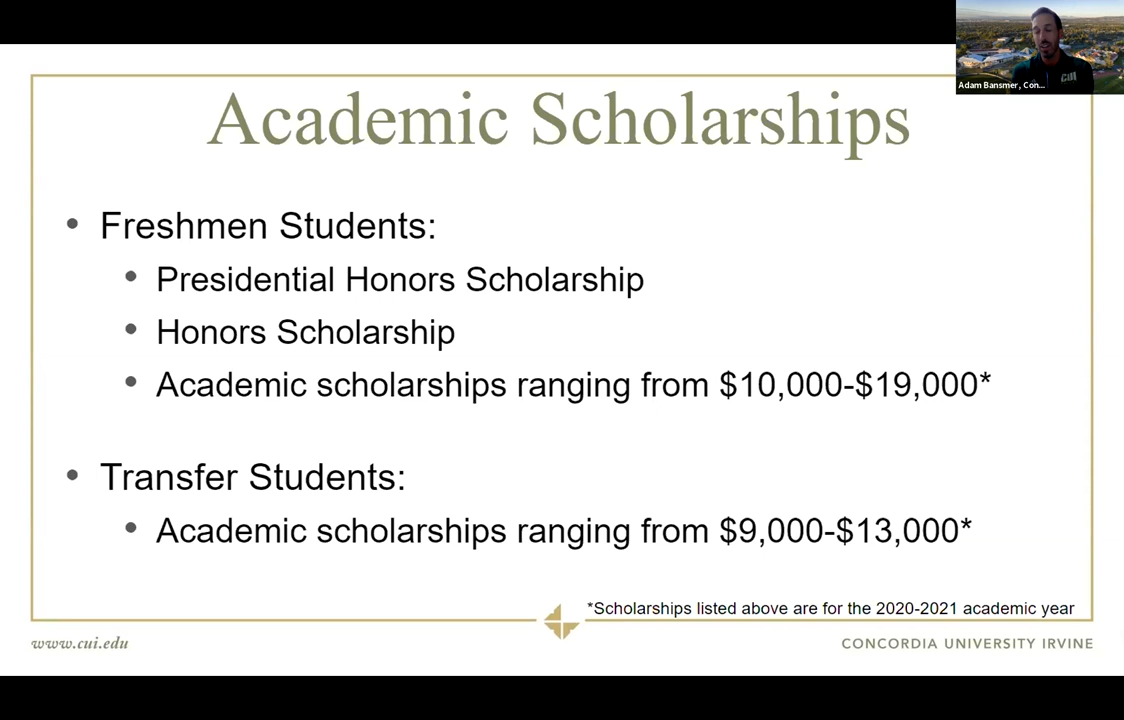 Adam Bansmer, Con...
CUI
Academic Scholarships
• Freshmen Students:
• Presidential Honors Scholarship
• Honors Scholarship
• Academic scholarships ranging from $10,000-$19,000*
• Transfer Students:
• Academic scholarships ranging from $9,000-$13,000*
*Scholarships listed above are for the 2020-2021 academic year
www.cui.edu
CONCORDIA UNIVERSITY IRVINE